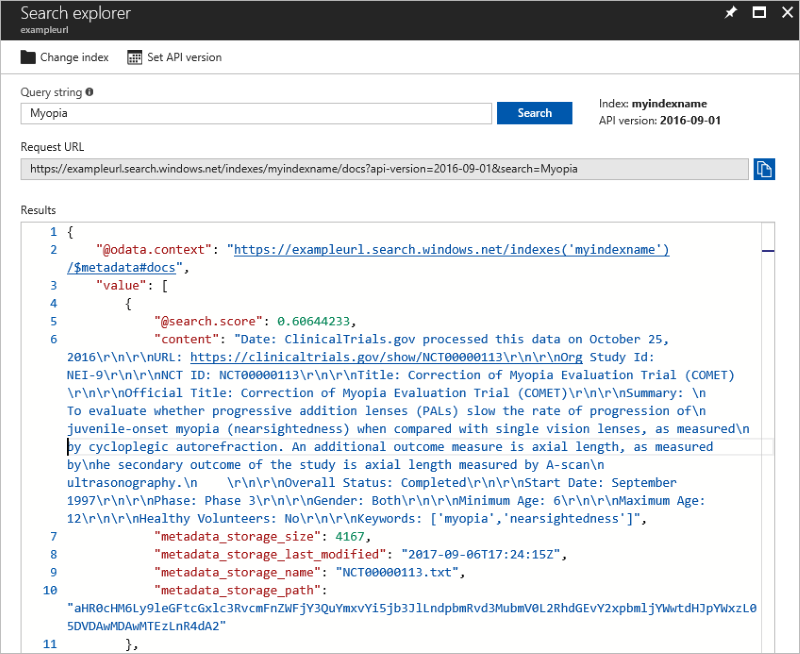 Search explorer
exampleurl
Change index
Set API version
Query string
Myopia
Search
Index: myindexname
API version: 2016-09-01
Request URL
https://exampleurl.search.windows.net/indexes/myindexname/docs?api-version=2016-09-01&search=Myopia
Results
1 {
2 "@odata.context": "https://exampleurl.search.windows.net/indexes('myindexname')
/$metadata#docs",
3 "value": [
4 {
5 "@search.score": 0.60644233,
6 "content": "Date: ClinicalTrials.gov processed this data on October 25,
2016\r\n\r\nURL: https://clinicaltrials.gov/show/NCT00000113\r\n\r\nOrg Study Id:
NEI-9\r\n\r\nNCT ID: NCT00000113\r\n\r\nTitle: Correction of Myopia Evaluation Trial (COMET)
\r\n\r\nOfficial Title: Correction of Myopia Evaluation Trial (COMET)\r\n\r\nSummary: \n
To evaluate whether progressive addition lenses (PALs) slow the rate of progression of\n
juvenile-onset myopia (nearsightedness) when compared with single vision lenses, as measured\n
by cycloplegic autorefraction. An additional outcome measure is axial length, as measured
by\nhe secondary outcome of the study is axial length measured by A-scan\n
ultrasonography.\n \r\n\r\nOverall Status: Completed\r\n\r\nStart Date: September
1997\r\n\r\nPhase: Phase 3\r\n\r\nGender: Both\r\n\r\nMinimum Age: 6\r\n\r\nMaximum Age:
12\r\n\r\nHealthy Volunteers: No\r\n\r\nKeywords: ['myopia','nearsightedness']",
7 "metadata_storage_size": 4167,
8 "metadata_storage_last_modified": "2017-09-06T17:24:15Z",
9 "metadata_storage_name": "NCT00000113.txt",
10 "metadata_storage_path":
"aHR0cHM6Ly9leGFtcGxlc3RvcmFnZWFjY3QuYmxvYi5jb3JlLndpbmRvd3MubmV0L2RhdGEvY2xpbmljYWwtdHJpYWxzL0
5DVDAwMDAwMTEzLnR4dA2"
11 },